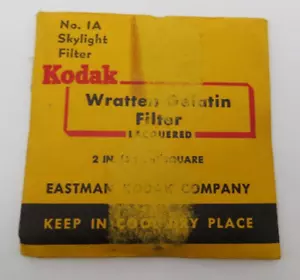 No. 1A
Skylight
Filter
Kodak
Wratten Gelatin
Filter
LACQUERED
2 IN. SQUARE
EASTMAN KODAK COMPANY
KEEP IN COOL DRY PLACE